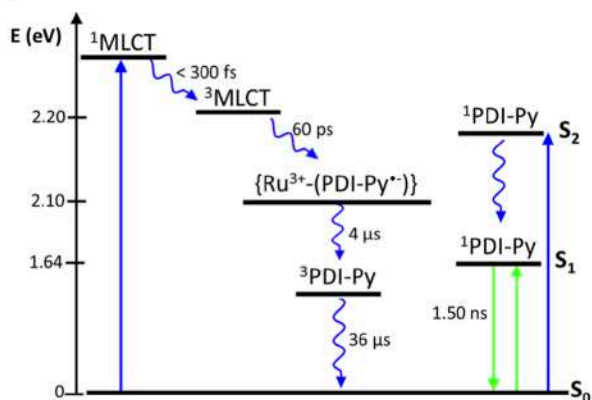 E (eV)
¹MLCT
< 300 fs
³MLCT
2.20
60 ps
¹PDI-Py
S₂
{Ru³⁺-(PDI-Py•⁻)}
2.10
4 µs
¹PDI-Py
1.64
S₁
³PDI-Py
1.50 ns
36 µs
0
S₀